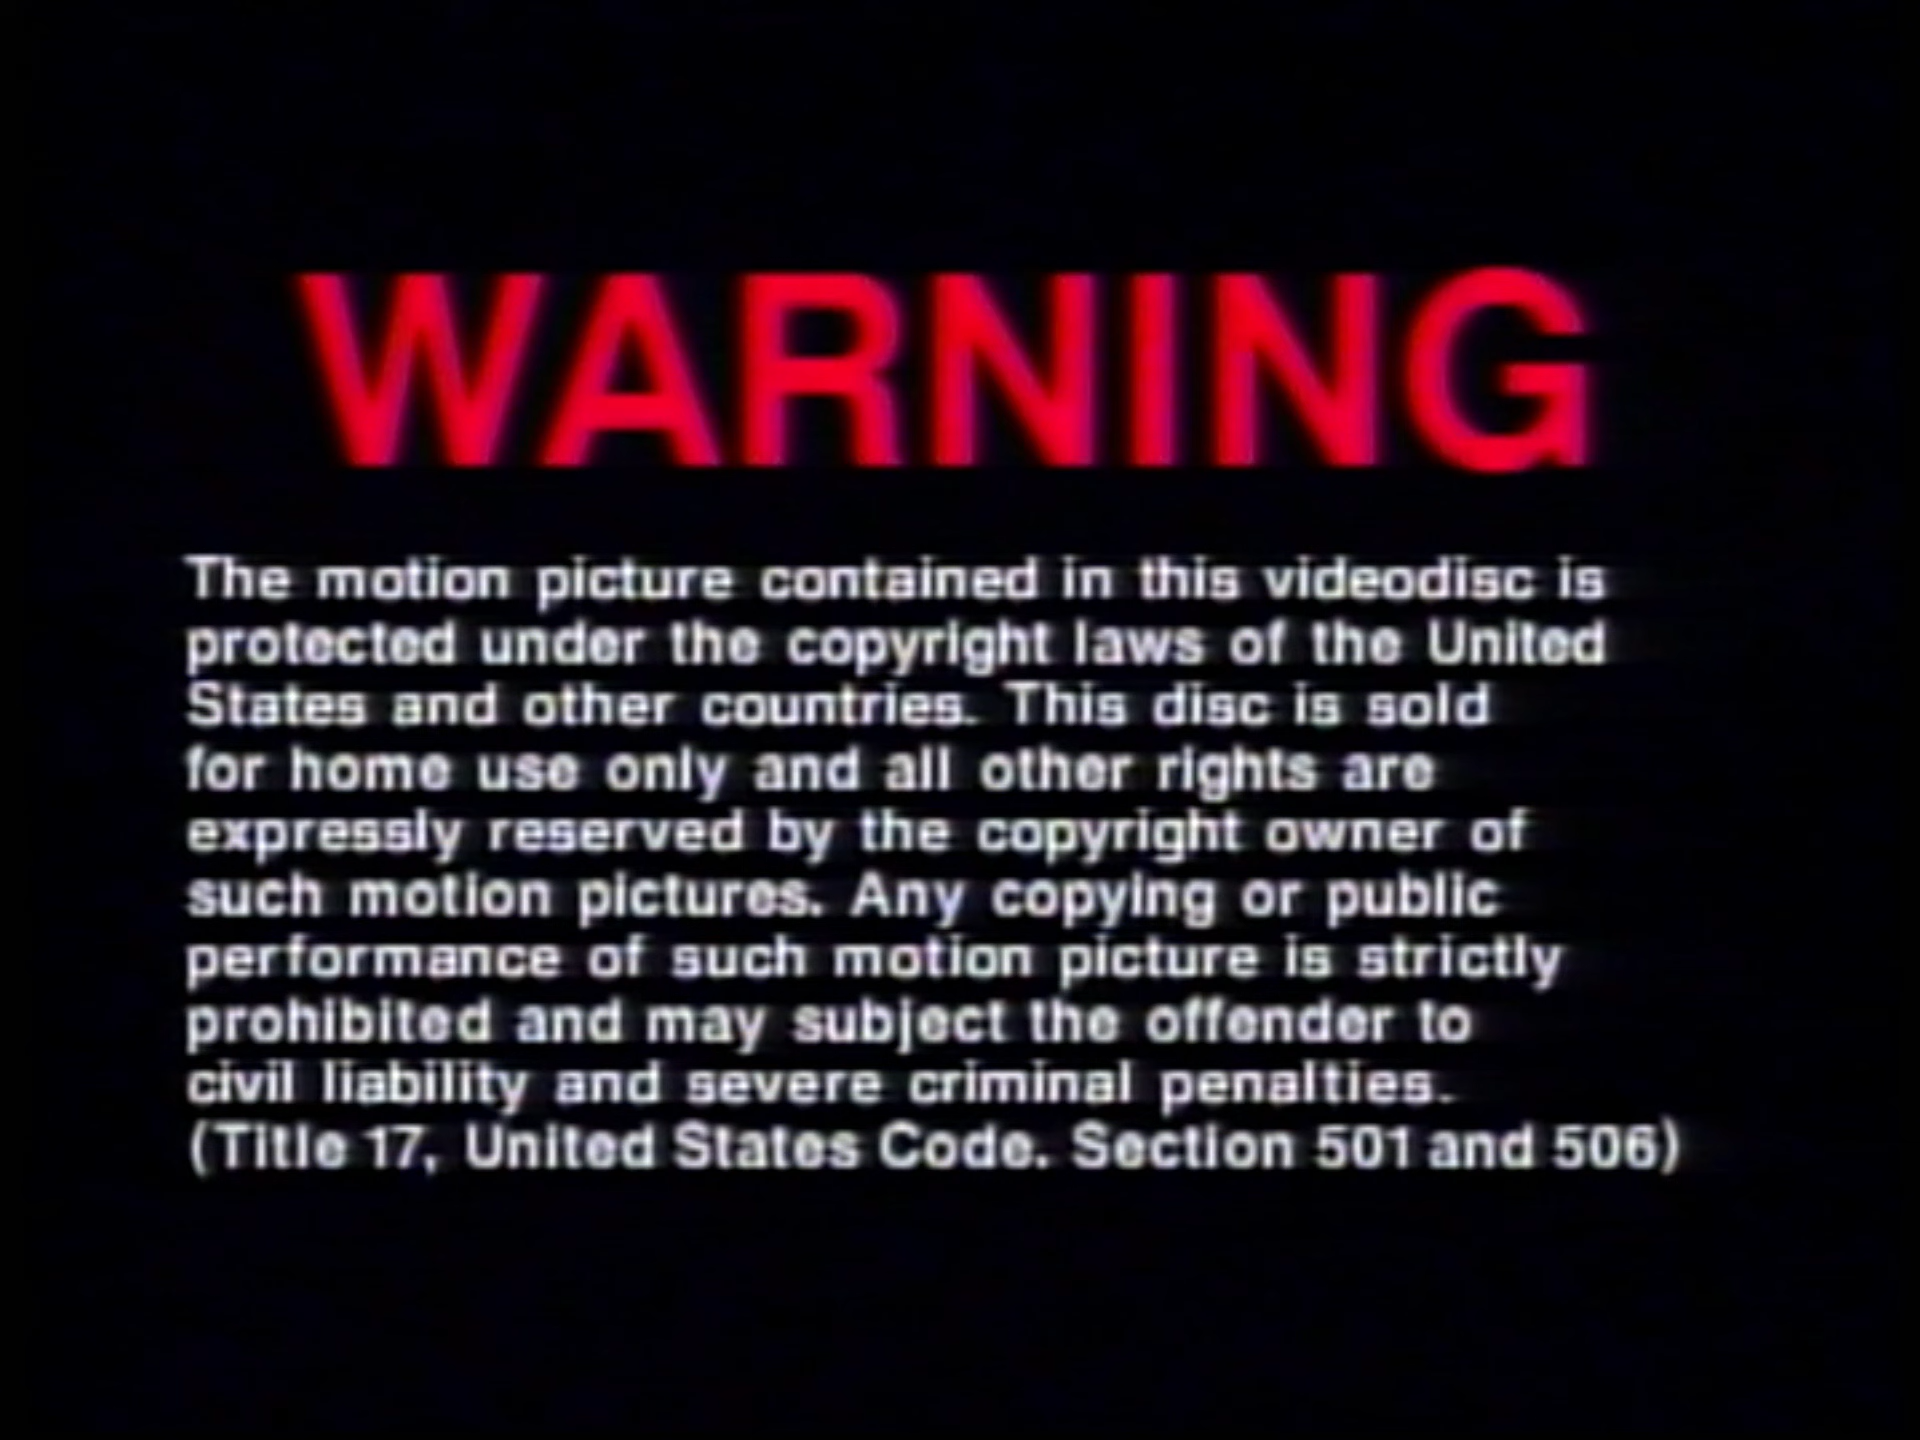 WARNING
The motion picture contained in this videodisc is
protected under the copyright laws of the United
States and other countries. This disc is sold
for home use only and all other rights are
expressly reserved by the copyright owner of
such motion pictures. Any copying or public
performance of such motion picture is strictly
prohibited and may subject the offender to
civil liability and severe criminal penalties.
(Title 17, United States Code. Section 501 and 506)